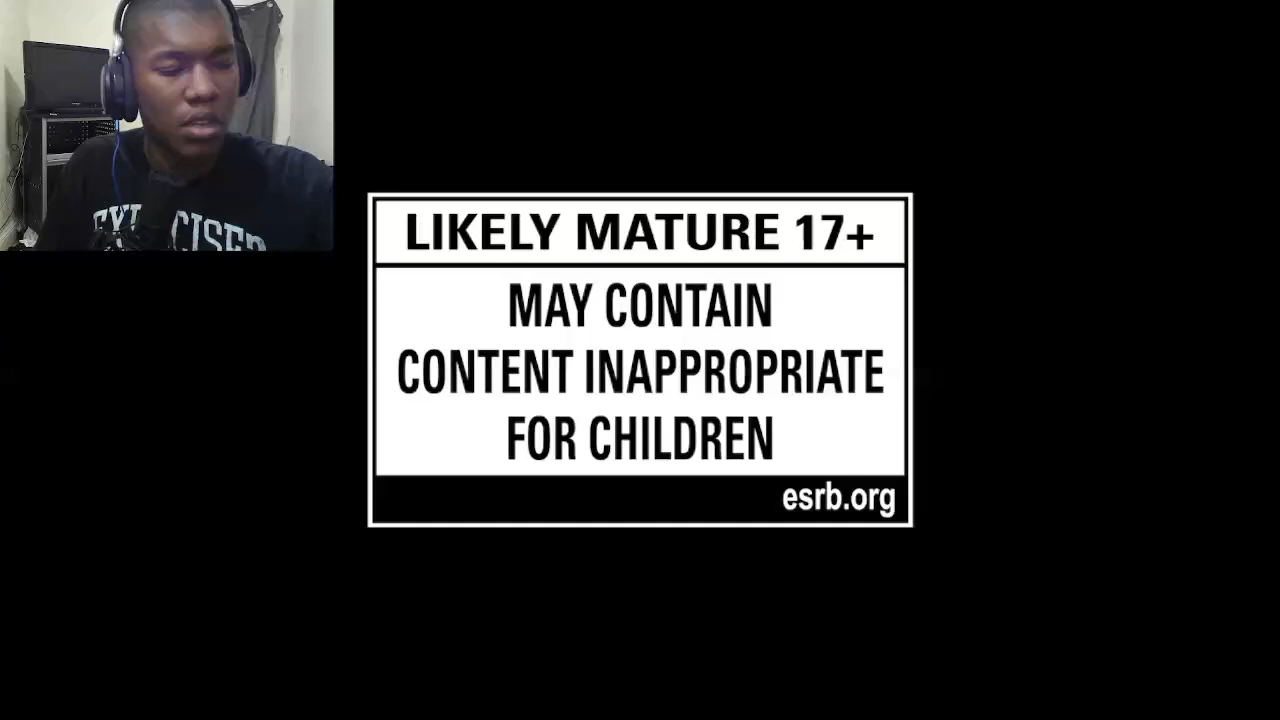 LIKELY MATURE 17+
MAY CONTAIN
CONTENT INAPPROPRIATE
FOR CHILDREN
esrb.org